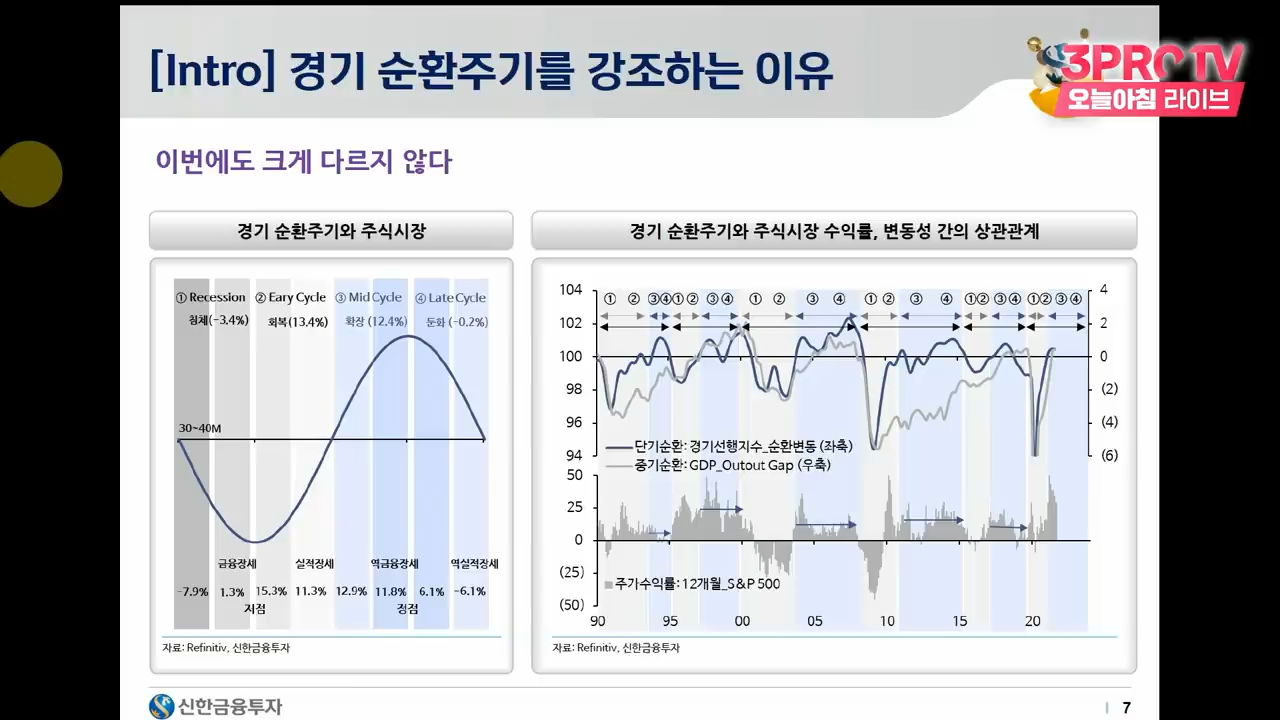 [Intro] 경기 순환주기를 강조하는 이유
3PROTV
오늘아침 라이브
이번에도 크게 다르지 않다
경기 순환주기와 주식시장
① Recession ② Eary Cycle ③ Mid Cycle ④ Late Cycle
침체(-3.4%) 회복(13.4%) 확장 (12.4%) 둔화 (-0.2%)
30~40M
금융장세 실적장세 역금융장세 역실적장세
-7.9% 1.3% 15.3% 11.3% 12.9% 11.8% 6.1% -6.1%
저점 정점
자료: Refinitiv, 신한금융투자
경기 순환주기와 주식시장 수익률, 변동성 간의 상관관계
104 ① ② ③④①② ③④ ① ② ③ ④ ①② ③ ④ ①② ③④ ①② ③④ 4
102 2
100 0
98 (2)
96 (4)
94 (6)
단기순환: 경기선행지수_순환변동 (좌축)
중기순환: GDP_Outout Gap (우축)
50
25
0
(25)
(50)
주가수익률: 12개월_S&P 500
90 95 00 05 10 15 20
자료: Refinitiv, 신한금융투자
신한금융투자
7